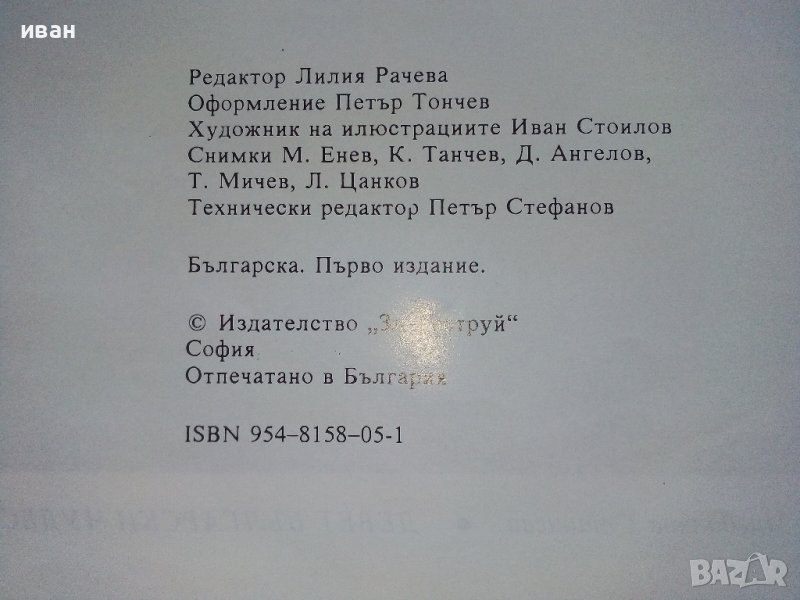 иван
Редактор Лилия Рачева
Оформление Петър Тончев
Художник на илюстрациите Иван Стоилов
Снимки М. Енев, К. Танчев, Д. Ангелов,
Т. Мичев, Л. Цанков
Технически редактор Петър Стефанов
Българска. Първо издание.
© Издателство
София
Отпечатано в България
ISBN 954–8158–05-1
BAZAR